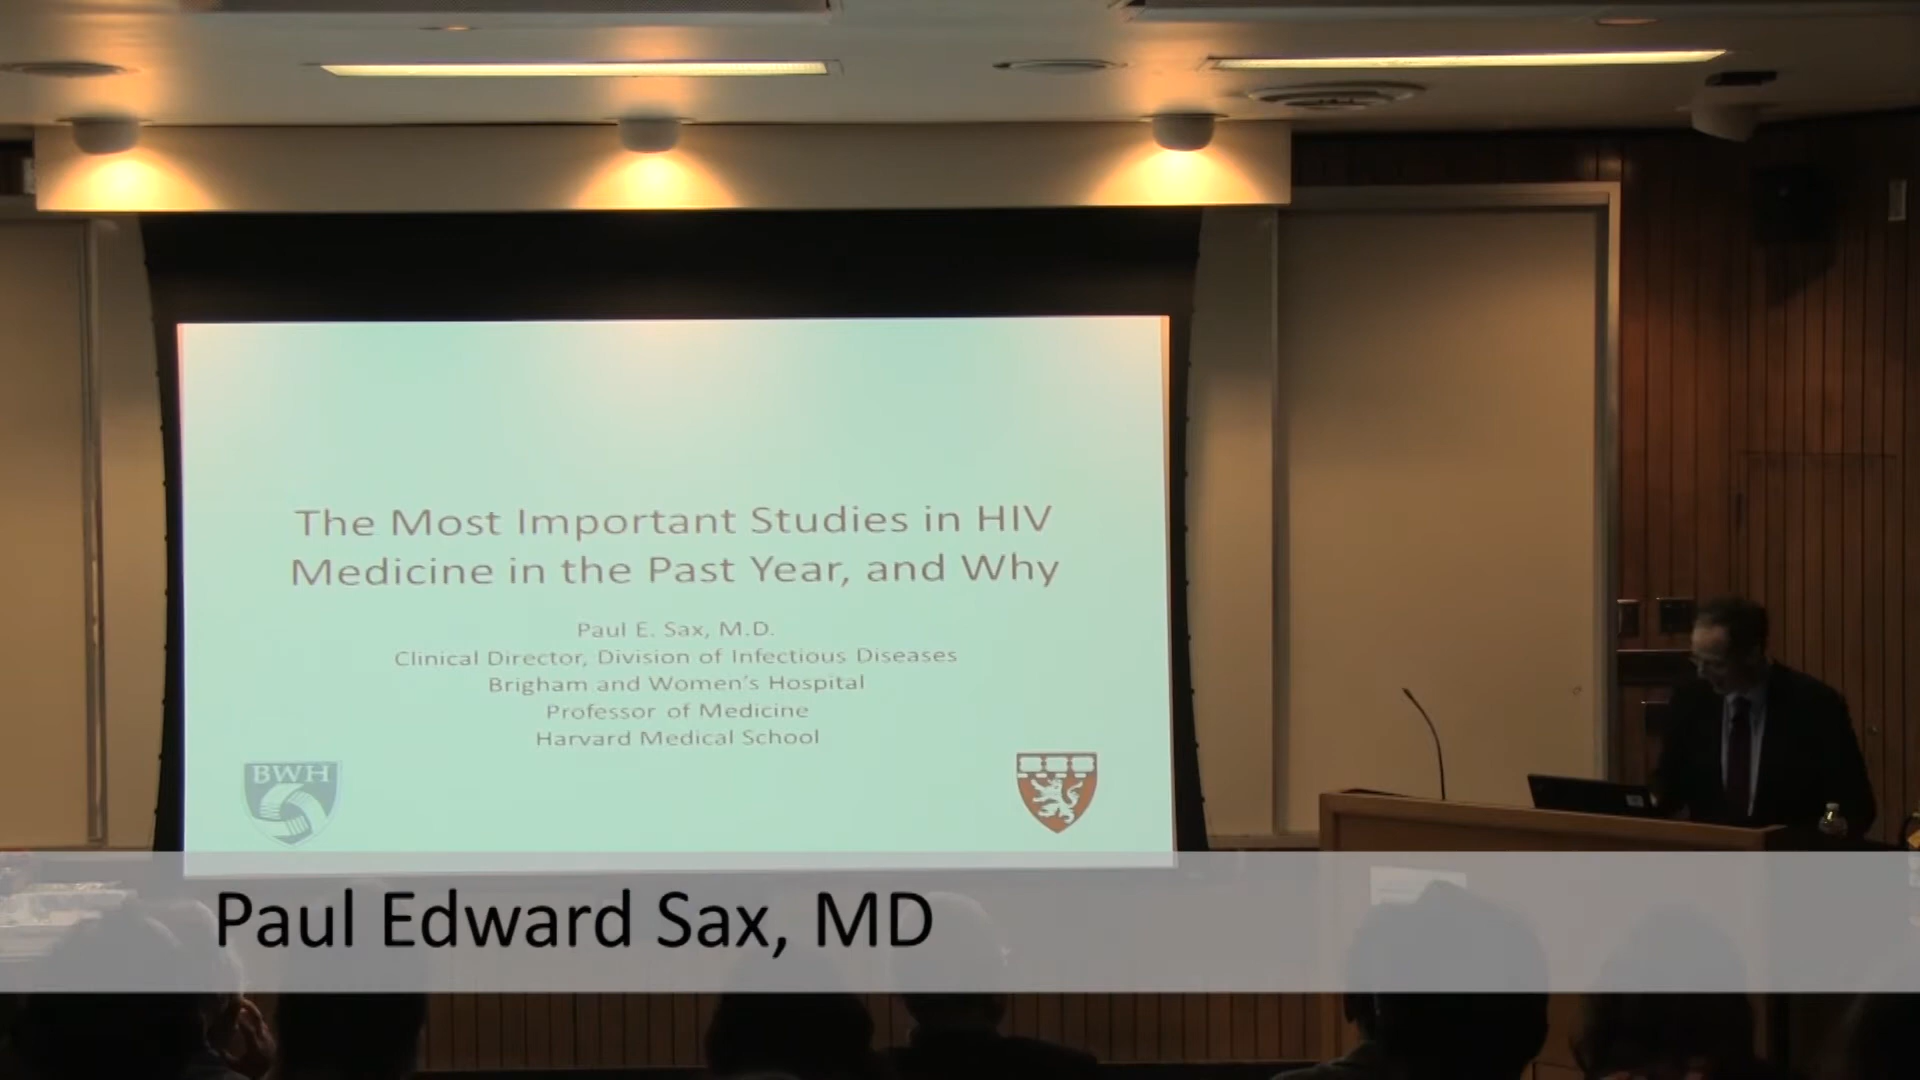 The Most Important Studies in HIV
Medicine in the Past Year, and Why
Paul E. Sax, M.D.
Clinical Director, Division of Infectious Diseases
Brigham and Women's Hospital
Professor of Medicine
Harvard Medical School
BWH
Paul Edward Sax, MD